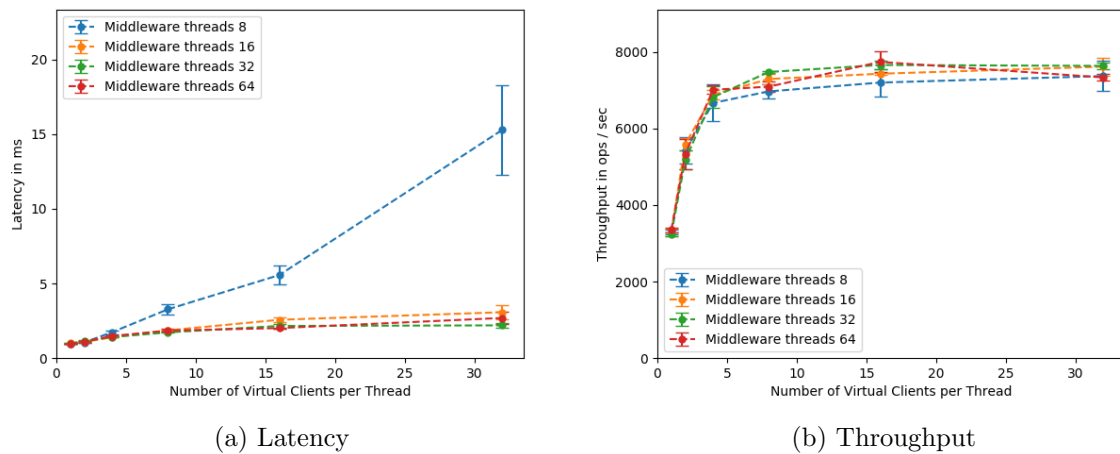 Middleware threads 8
Middleware threads 16
Middleware threads 32
Middleware threads 64
Latency in ms
20
15
10
5
0
0 5 10 15 20 25 30
Number of Virtual Clients per Thread
(a) Latency
Throughput in ops / sec
8000
6000
4000
2000
0
Middleware threads 8
Middleware threads 16
Middleware threads 32
Middleware threads 64
0 5 10 15 20 25 30
Number of Virtual Clients per Thread
(b) Throughput